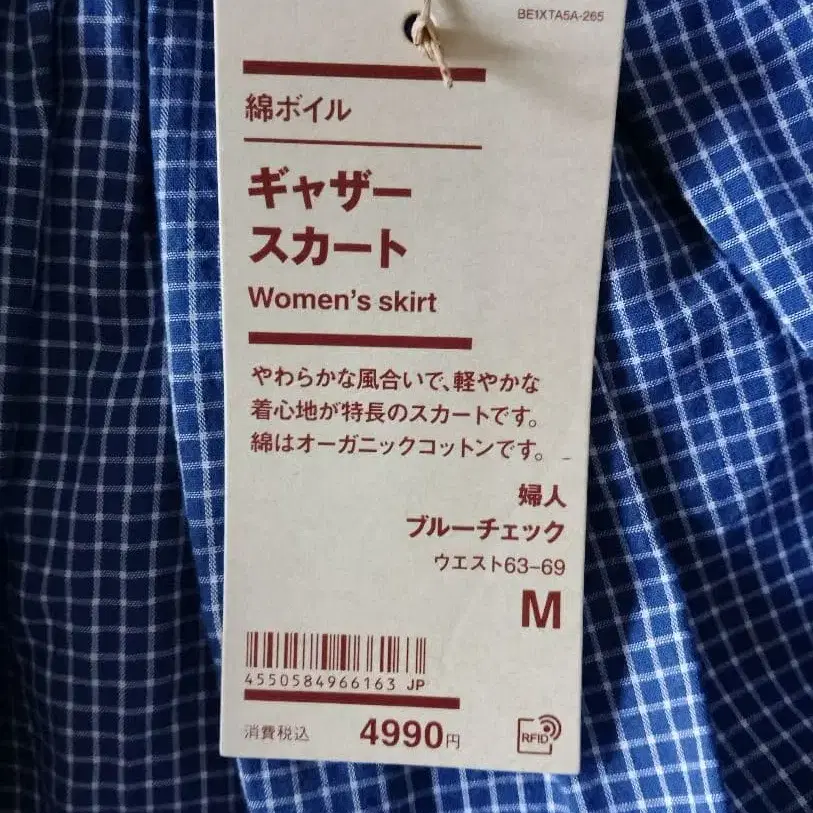 BE1XTA5A-265
綿ボイル
ギャザー
スカート
Women's skirt
やわらかな風合いで、軽やかな
着心地が特長のスカートです。
綿はオーガニックコットンです。
婦人
ブルーチェック
ウエスト63-69
M
4550584966163 JP
消費税込 4990円
RFID